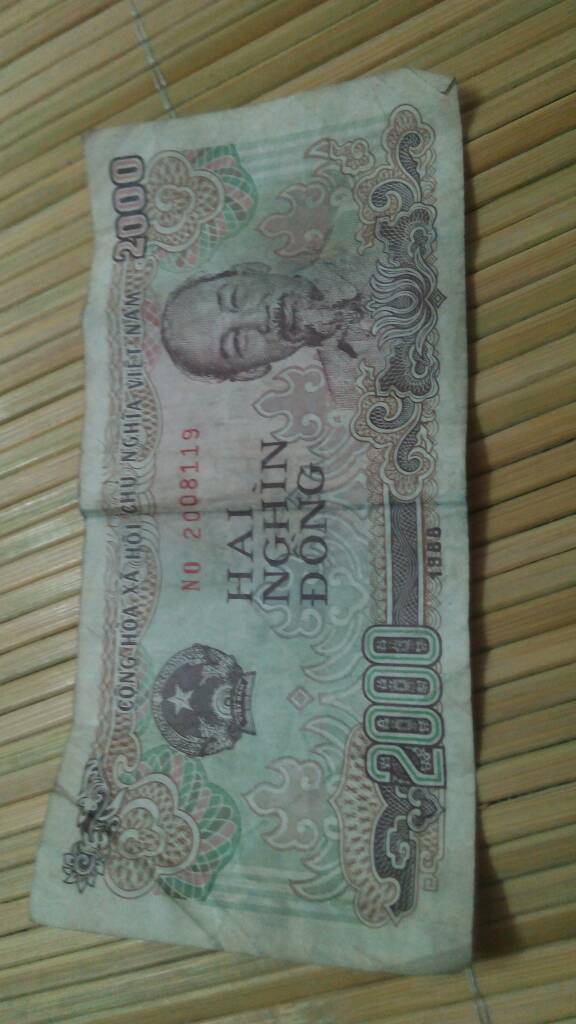 CỘNG HÒA XÃ HỘI CHỦ NGHĨA VIỆT NAM 2000
NO 2008119
HAI
NGHÌN
ĐỒNG
2000 1988